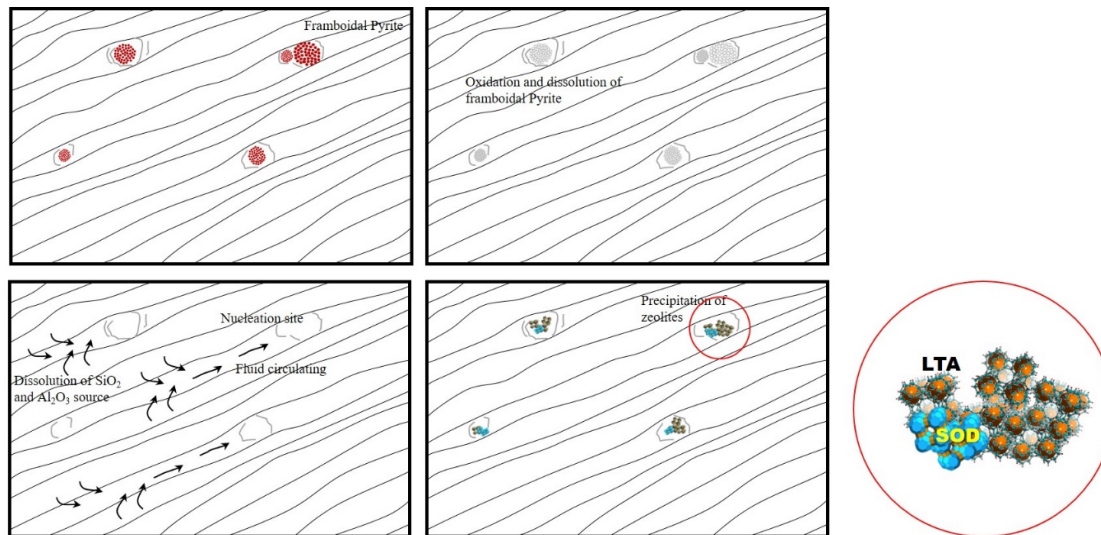 Framboidal Pyrite
Oxidation and dissolution of
framboidal Pyrite
Nucleation site
Fluid circulating
Dissolution of SiO₂
and Al₂O₃ source
Precipitation of
zeolites
LTA
SOD